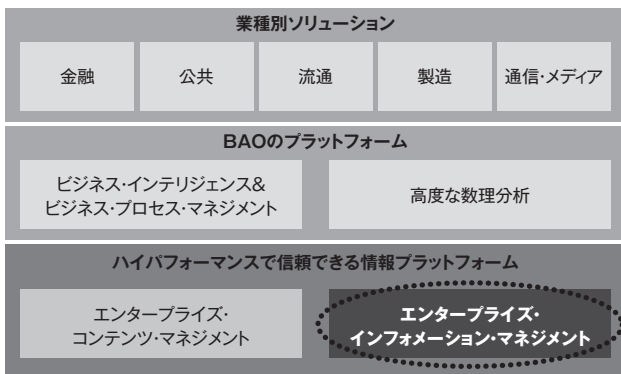 業種別ソリューション
金融
公共
流通
製造
通信・メディア
BAOのプラットフォーム
ビジネス・インテリジェンス&
ビジネス・プロセス・マネジメント
高度な数理分析
ハイパフォーマンスで信頼できる情報プラットフォーム
エンタープライズ・
コンテンツ・マネジメント
エンタープライズ・
インフォメーション・マネジメント